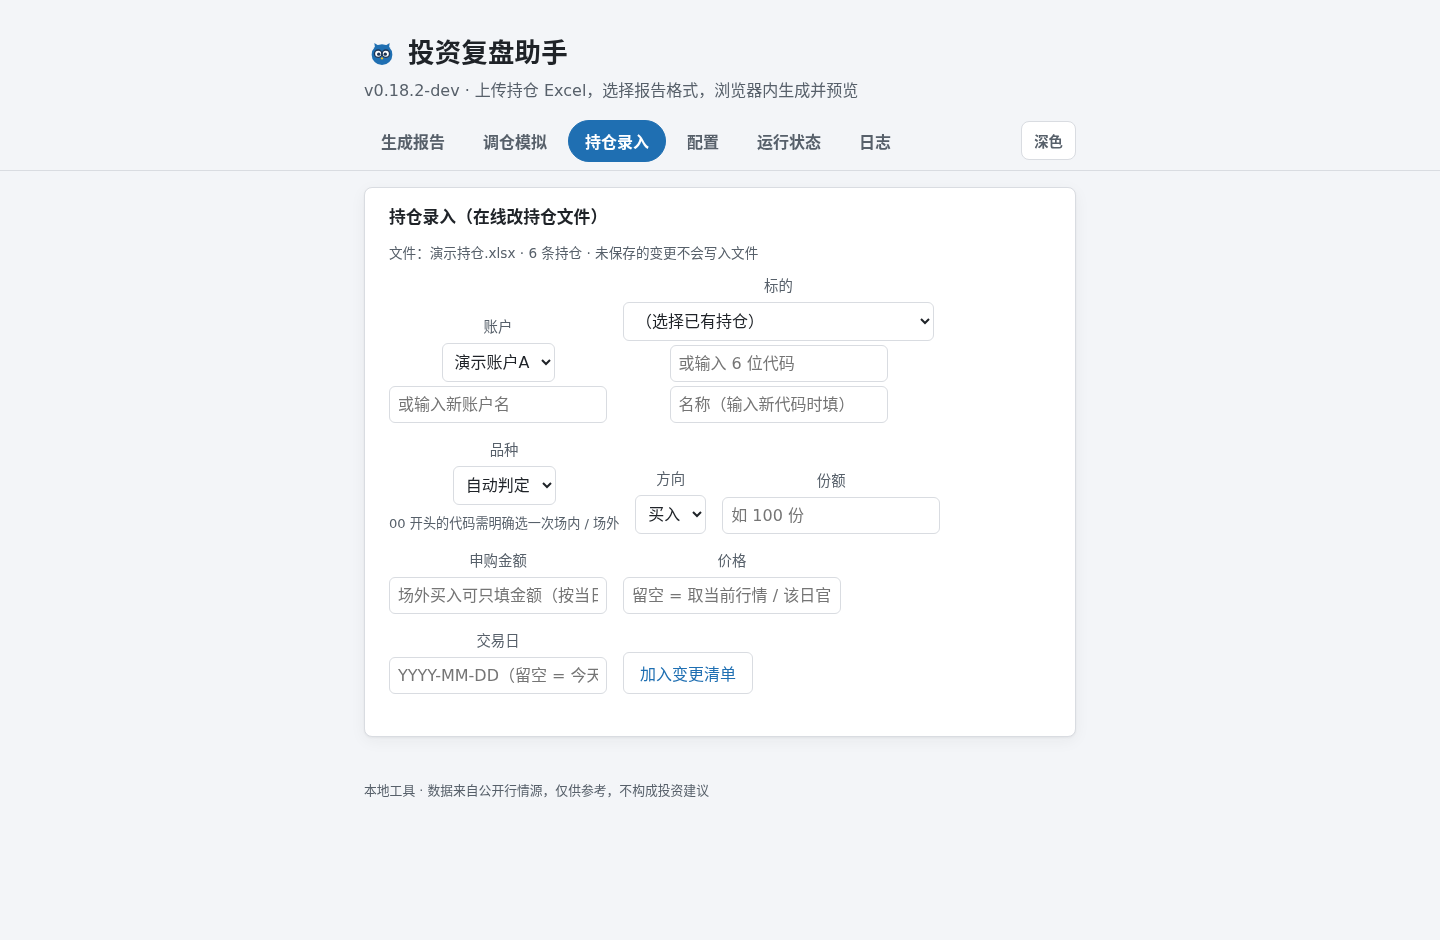 投资复盘助手
v0.18.2-dev · 上传持仓 Excel，选择报告格式，浏览器内生成并预览
生成报告 调仓模拟 持仓录入 配置 运行状态 日志 深色
持仓录入（在线改持仓文件）
文件：演示持仓.xlsx · 6 条持仓 · 未保存的变更不会写入文件
标的
（选择已有持仓）
账户
演示账户A
或输入 6 位代码
或输入新账户名
名称（输入新代码时填）
品种
自动判定
00 开头的代码需明确选一次场内 / 场外
方向
买入
份额
如 100 份
申购金额
场外买入可只填金额（按当日
价格
留空 = 取当前行情 / 该日官
交易日
YYYY-MM-DD（留空 = 今天
加入变更清单
本地工具 · 数据来自公开行情源，仅供参考，不构成投资建议